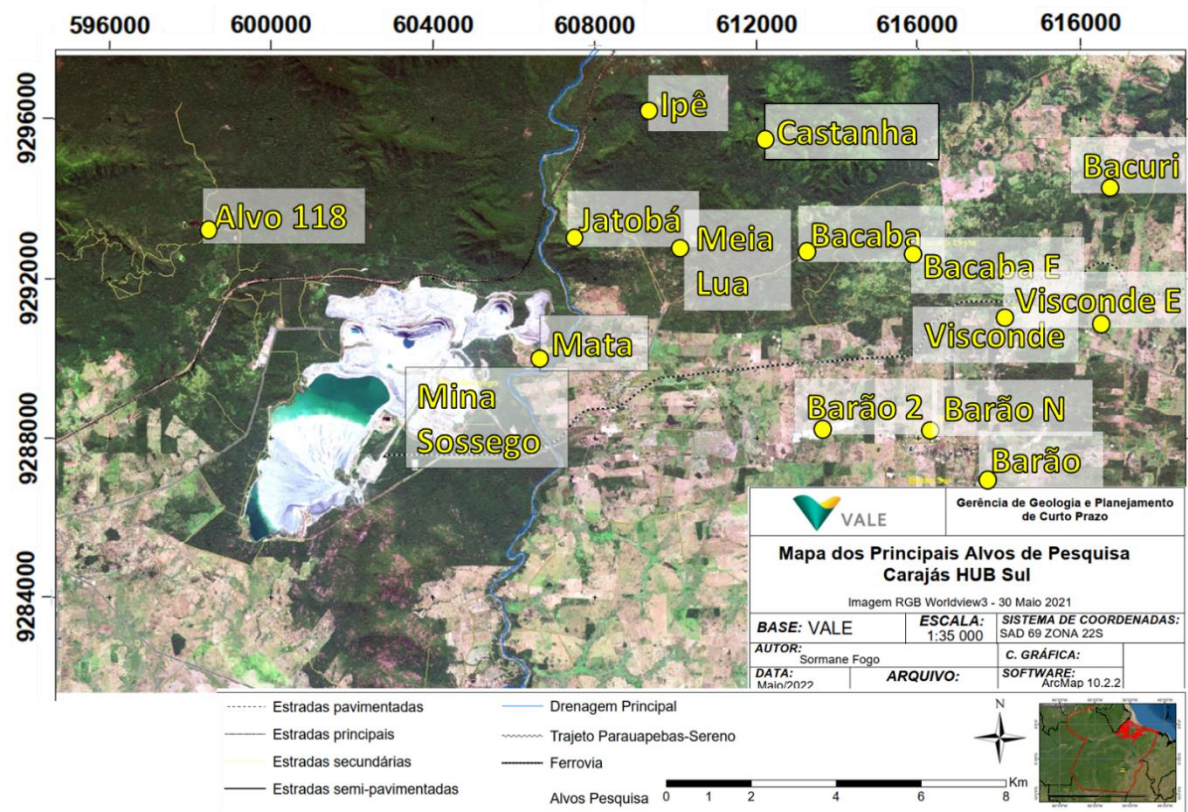 596000 600000 604000 608000 612000 616000 616000
9296000
9292000
9288000
9284000
Ipê
Castanha
Bacuri
Alvo 118
Jatobá
Meia
Lua
Bacaba
Bacaba E
Visconde E
Visconde
Mata
Mina
Sossego
Barão 2
Barão N
Barão
VALE
Gerência de Geologia e Planejamento
de Curto Prazo
Mapa dos Principais Alvos de Pesquisa
Carajás HUB Sul
Imagem RGB Worldview3 - 30 Maio 2021
BASE: VALE
ESCALA:
1:35 000
SISTEMA DE COORDENADAS:
SAD 69 ZONA 22S
AUTOR:
Sormane Fogo
C. GRÁFICA:
DATA:
Maio/2022
ARQUIVO:
SOFTWARE:
ArcMap 10.2.2
Estradas pavimentadas
Estradas principais
Estradas secundárias
Estradas semi-pavimentadas
Drenagem Principal
Trajeto Parauapebas-Sereno
Ferrovia
Alvos Pesquisa
N
Km
0 1 2 4 6 8